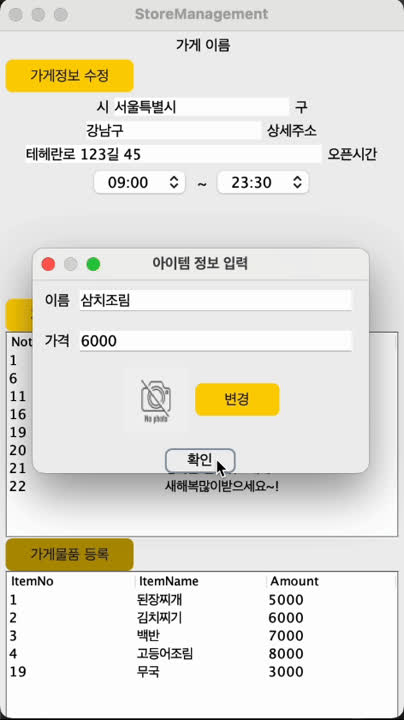 StoreManagement
가게 이름
가게정보 수정
시 서울특별시 구
강남구 상세주소
테헤란로 123길 45 오픈시간
09:00 ~ 23:30
아이템 정보 입력
이름 삼치조림
가격 6000
No photo
변경
확인
Not
1
6
11
16
19
20
21
22 새해복많이받으세요~!
가게물품 등록
ItemNo ItemName Amount
1 된장찌개 5000
2 김치찌기 6000
3 백반 7000
4 고등어조림 8000
19 무국 3000